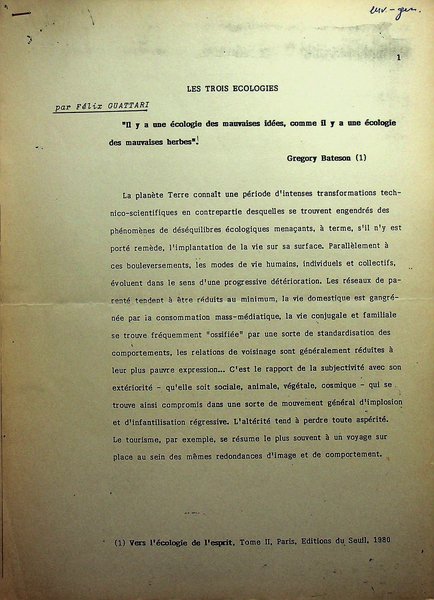 env - gen.
1
LES TROIS ECOLOGIES
par Félix GUATTARI
"Il y a une écologie des mauvaises idées, comme il y a une écologie
des mauvaises herbes".
Gregory Bateson (1)
La planète Terre connaît une période d'intenses transformations tech-
nico-scientifiques en contrepartie desquelles se trouvent engendrés des
phénomènes de déséquilibres écologiques menaçants, à terme, s'il n'y est
porté remède, l'implantation de la vie sur sa surface. Parallèlement à
ces bouleversements, les modes de vie humains, individuels et collectifs,
évoluent dans le sens d'une progressive détérioration. Les réseaux de pa-
renté tendent à être réduits au minimum, la vie domestique est gangré-
née par la consommation mass-médiatique, la vie conjugale et familiale
se trouve fréquemment "ossifiée" par une sorte de standardisation des
comportements, les relations de voisinage sont généralement réduites à
leur plus pauvre expression... C'est le rapport de la subjectivité avec son
extériorité - qu'elle soit sociale, animale, végétale, cosmique - qui se
trouve ainsi compromis dans une sorte de mouvement général d'implosion
et d'infantilisation régressive. L'altérité tend à perdre toute aspérité.
Le tourisme, par exemple, se résume le plus souvent à un voyage sur
place au sein des mêmes redondances d'image et de comportement.
(1) Vers l'écologie de l'esprit, Tome II, Paris, Editions du Seuil, 1980